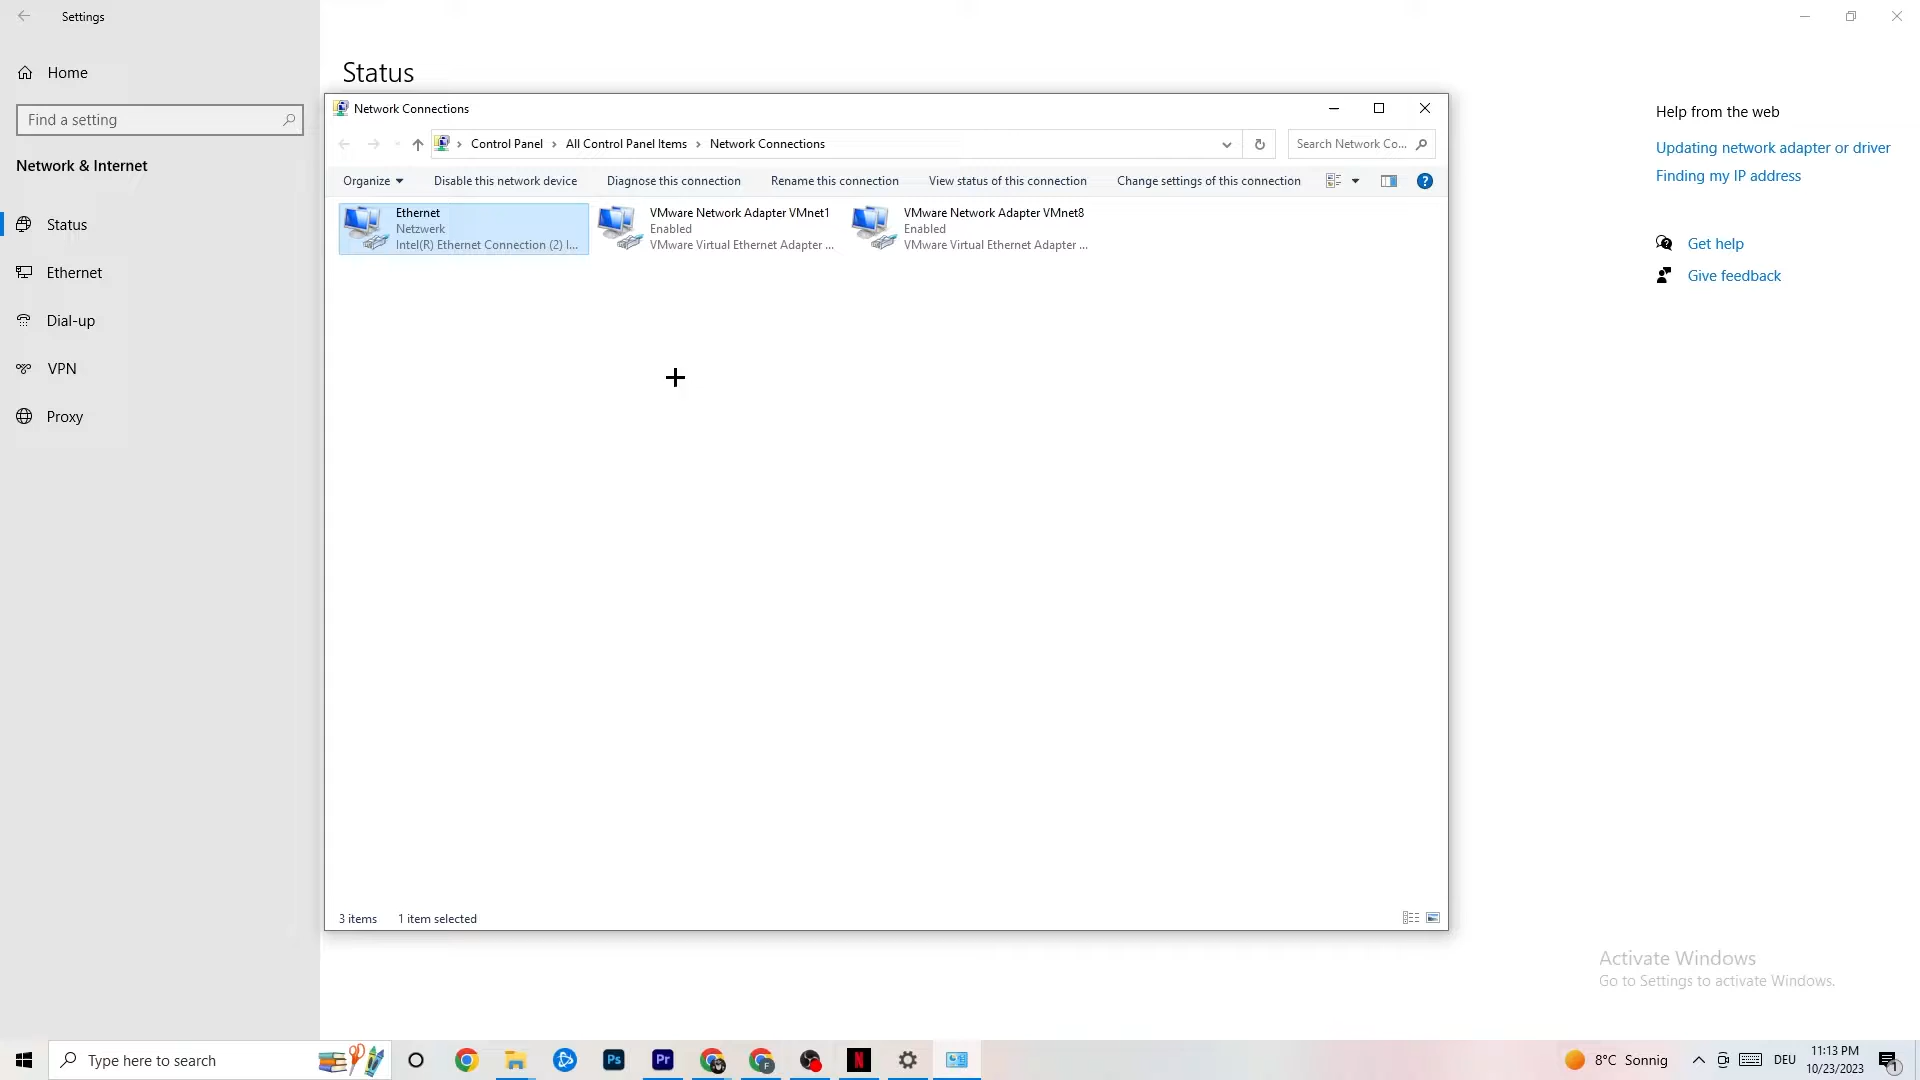 Settings
Home
Find a setting
Network & Internet
Status
Ethernet
Dial-up
VPN
Proxy
Status
Network Connections
Control Panel > All Control Panel Items > Network Connections
Search Network Co...
Organize
Disable this network device
Diagnose this connection
Rename this connection
View status of this connection
Change settings of this connection
Ethernet
Netzwerk
Intel(R) Ethernet Connection (2) I...
VMware Network Adapter VMnet1
Enabled
VMware Virtual Ethernet Adapter ...
VMware Network Adapter VMnet8
Enabled
VMware Virtual Ethernet Adapter ...
3 items
1 item selected
Help from the web
Updating network adapter or driver
Finding my IP address
Get help
Give feedback
Activate Windows
Go to Settings to activate Windows.
Type here to search
Ps
Pr
F
N
8°C Sonnig
DEU
11:13 PM
10/23/2023
1